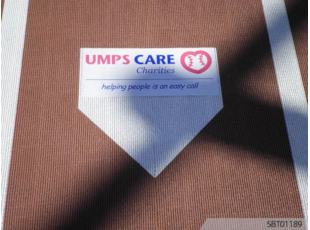 UMPS CARE
Charities
helping people is an easy call
SBT01189